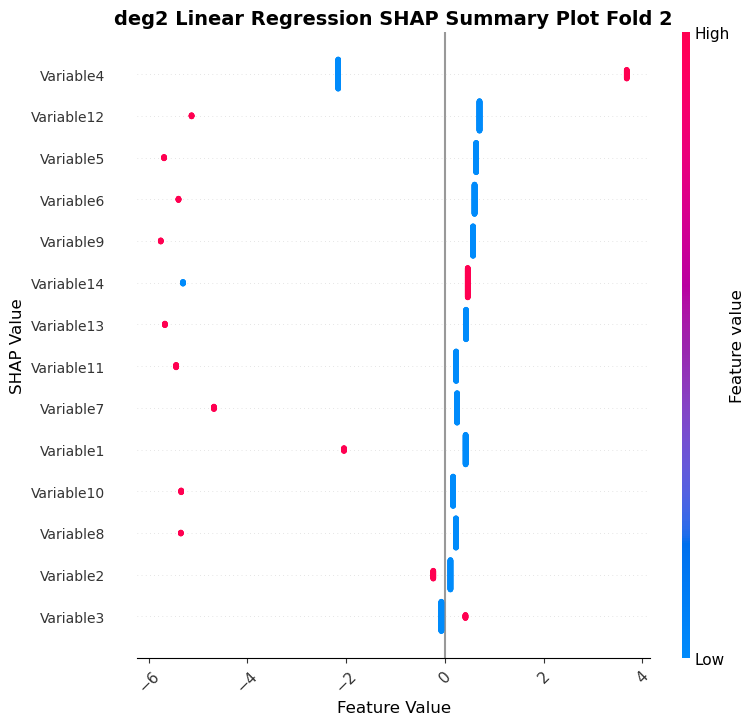 deg2 Linear Regression SHAP Summary Plot Fold 2
High
Variable4
Variable12
Variable5
Variable6
Variable9
Variable14
Variable13
Variable11
Variable7
Variable1
Variable10
Variable8
Variable2
Variable3
SHAP Value
Feature value
Low
−6
−4
−2
0
2
4
Feature Value